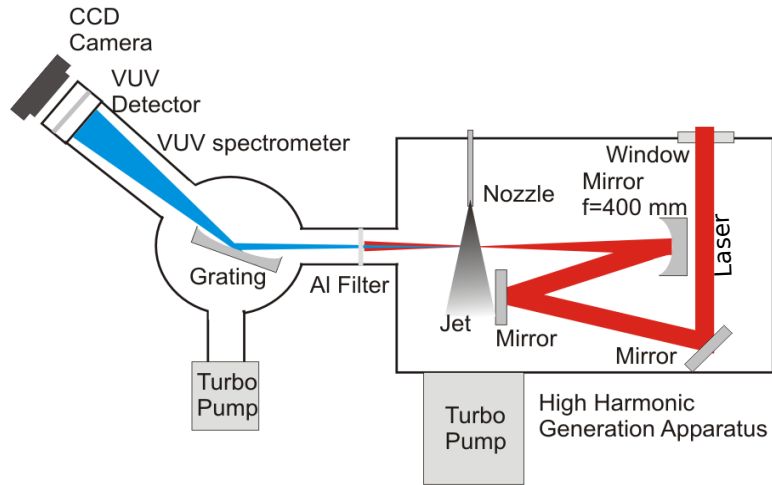 CCD
Camera
VUV
Detector
VUV spectrometer
Grating
Al Filter
Turbo
Pump
Nozzle
Jet
Mirror
Window
Mirror
f=400 mm
Laser
Mirror
Turbo
Pump
High Harmonic
Generation Apparatus